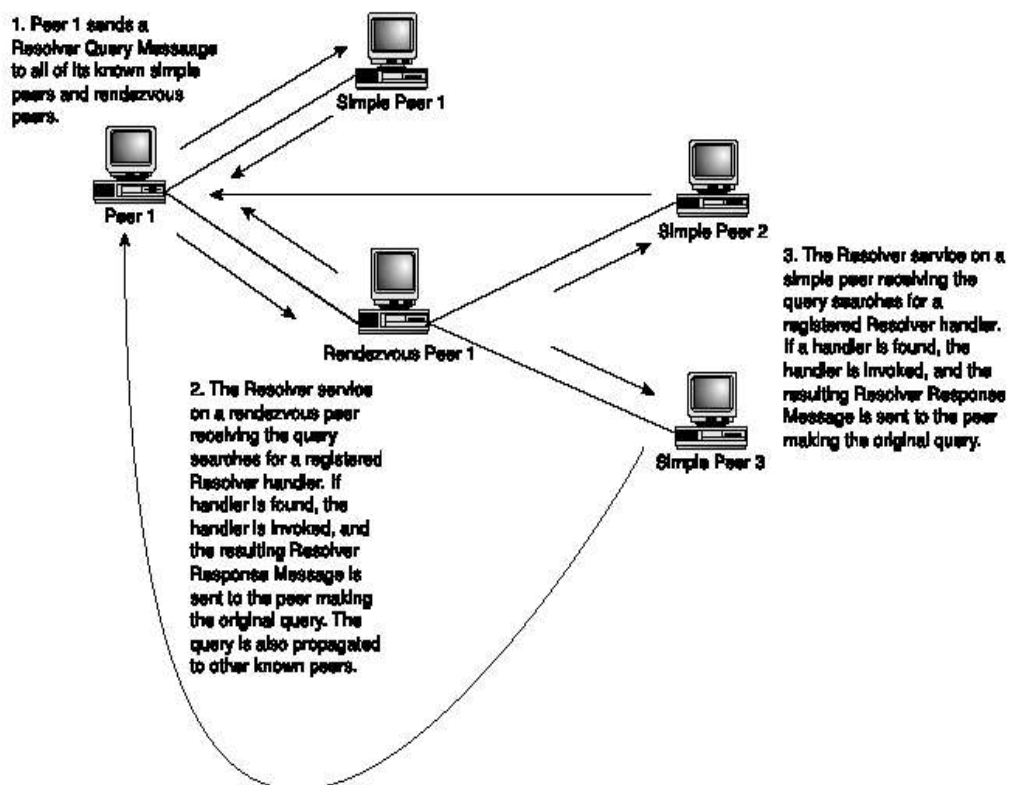 1. Peer 1 sends a
Resolver Query Messaage
to all of its known simple
peers and rendezvous
peers.
Simple Peer 1
Peer 1
Simple Peer 2
Rendezvous Peer 1
3. The Resolver service on a
simple peer receiving the
query searches for a
registered Resolver handler.
If a handler is found, the
handler is invoked, and the
resulting Resolver Response
Message is sent to the peer
making the original query.
2. The Resolver service
on a rendezvous peer
receiving the query
searches for a registered
Resolver handler. If
handler is found, the
handler is invoked, and
the resulting Resolver
Response Message is
sent to the peer making
the original query. The
query is also propagated
to other known peers.
Simple Peer 3